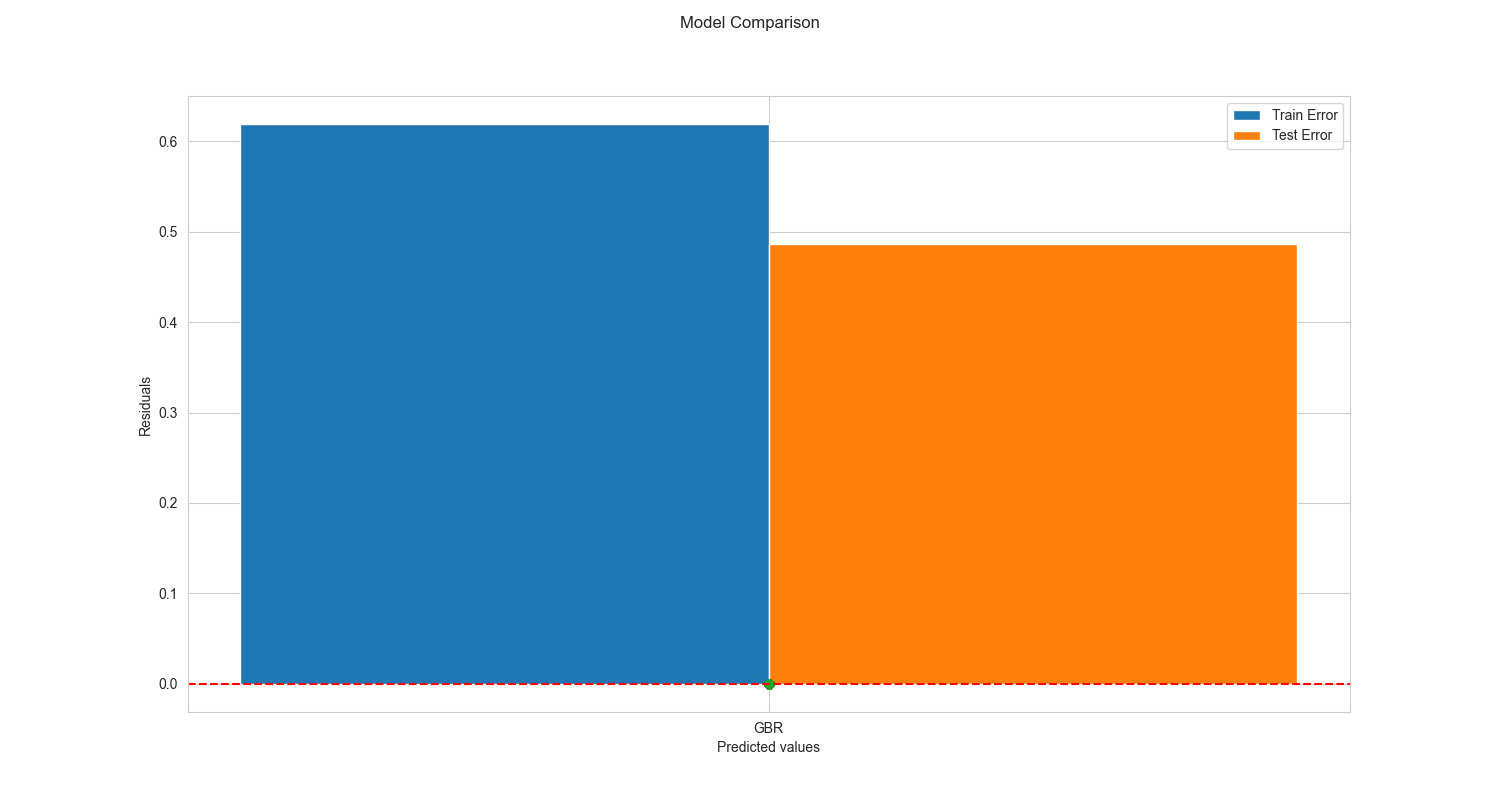 Model Comparison
Train Error
Test Error
0.6
0.5
0.4
0.3
0.2
0.1
0.0
Residuals
GBR
Predicted values